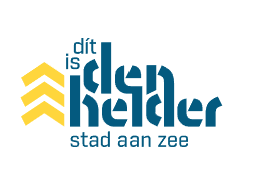 dít
is den
helder
stad aan zee